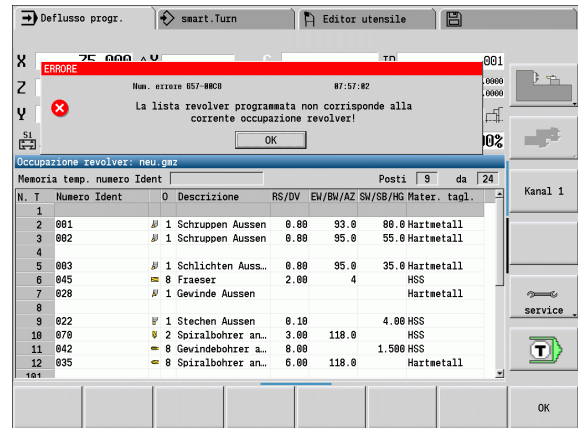 Deflusso progr. smart.Turn Editor utensile
X 75.000 001
ERRORE
Num. errore 657-00C8 07:57:02
Z
La lista revolver programmata non corrisponde alla
corrente occupazione revolver!
Y
OK
S1
Occupazione revolver: neu.gmz
Memoria temp. numero Ident Posti 9 da 24
Kanal 1
N. T Numero Ident O Descrizione RS/DV EW/BW/AZ SW/SB/HG Mater. tagl.
1
2 001 1 Schruppen Aussen 0.80 93.0 80.0 Hartmetall
3 002 1 Schruppen Aussen 0.80 95.0 55.0 Hartmetall
4
5 003 1 Schlichten Auss… 0.80 95.0 35.0 Hartmetall
6 045 8 Fraeser 2.00 4 HSS
7 028 1 Gewinde Aussen Hartmetall
8
9 022 1 Stechen Aussen 0.10 4.00 HSS
10 070 2 Spiralbohrer an… 3.00 118.0 HSS
11 042 8 Gewindebohrer a… 8.00 1.500 HSS
12 035 8 Spiralbohrer an… 6.00 118.0 Hartmetall
101
service
T
OK